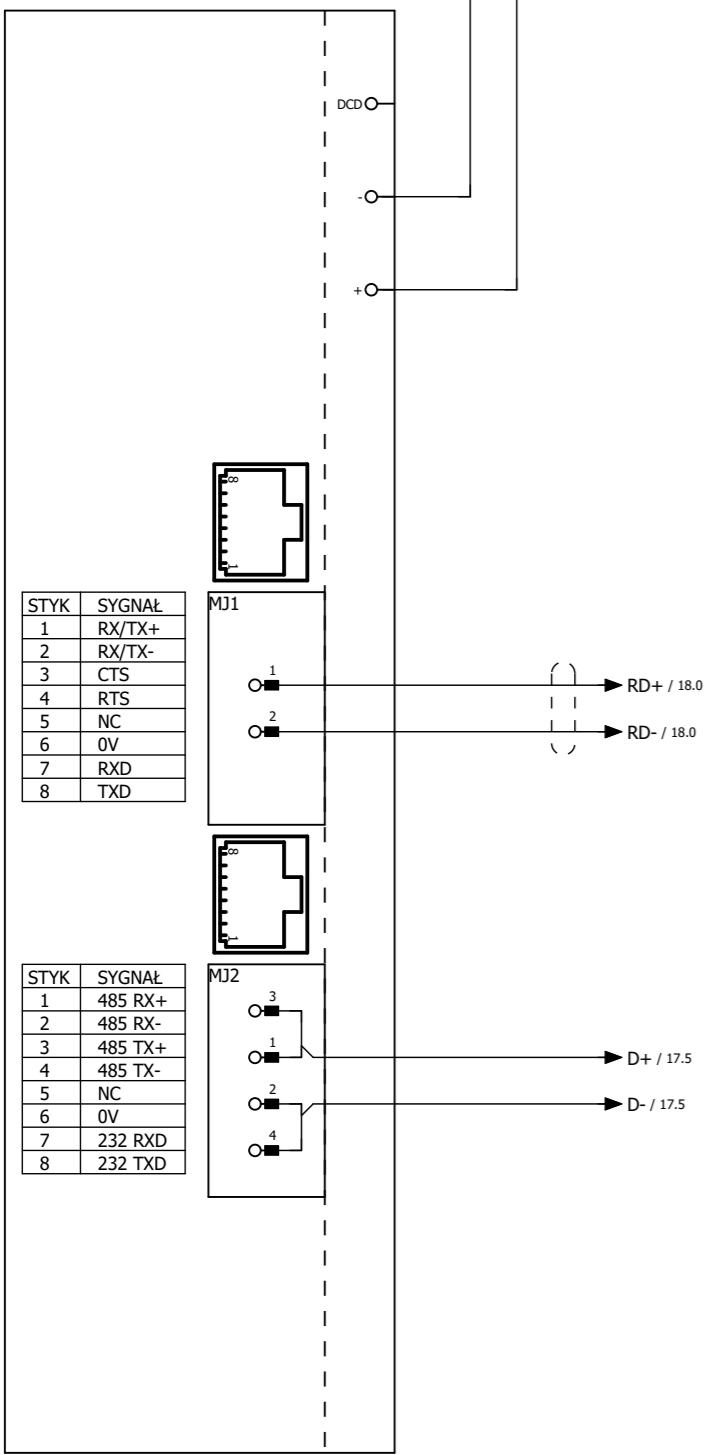 DCD
-
+
8
1
STYK SYGNAŁ
1 RX/TX+
2 RX/TX-
3 CTS
4 RTS
5 NC
6 0V
7 RXD
8 TXD
MJ1
1
2
RD+ / 18.0
RD- / 18.0
8
1
STYK SYGNAŁ
1 485 RX+
2 485 RX-
3 485 TX+
4 485 TX-
5 NC
6 0V
7 232 RXD
8 232 TXD
MJ2
3
1
2
4
D+ / 17.5
D- / 17.5